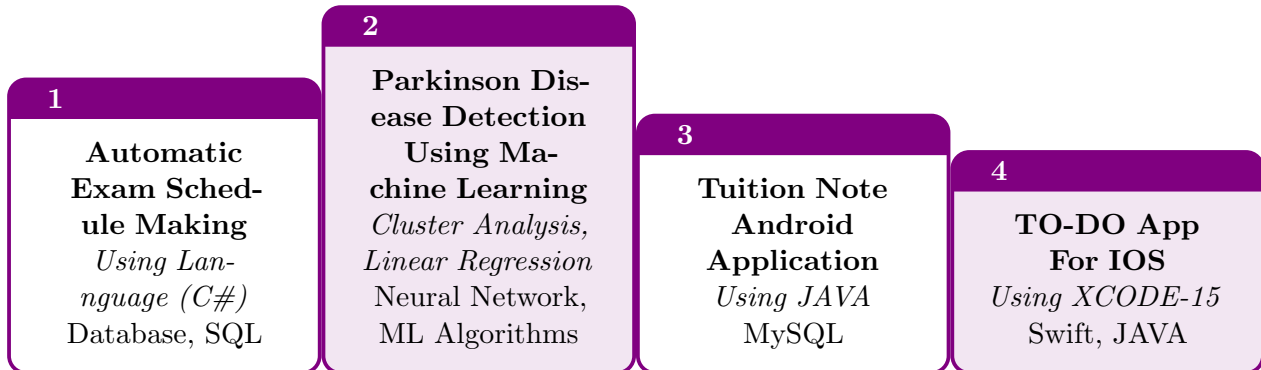 1
Automatic
Exam Sched-
ule Making
Using Lan-
nguage (C#)
Database, SQL
2
Parkinson Dis-
ease Detection
Using Ma-
chine Learning
Cluster Analysis,
Linear Regression
Neural Network,
ML Algorithms
3
Tuition Note
Android
Application
Using JAVA
MySQL
4
TO-DO App
For IOS
Using XCODE-15
Swift, JAVA